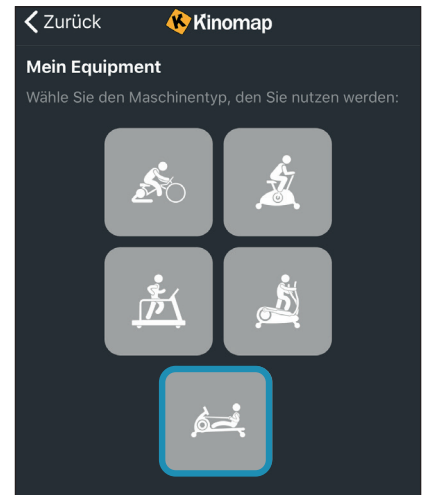 Zurück
Kinomap
Mein Equipment
Wähle Sie den Maschinentyp, den Sie nutzen werden: